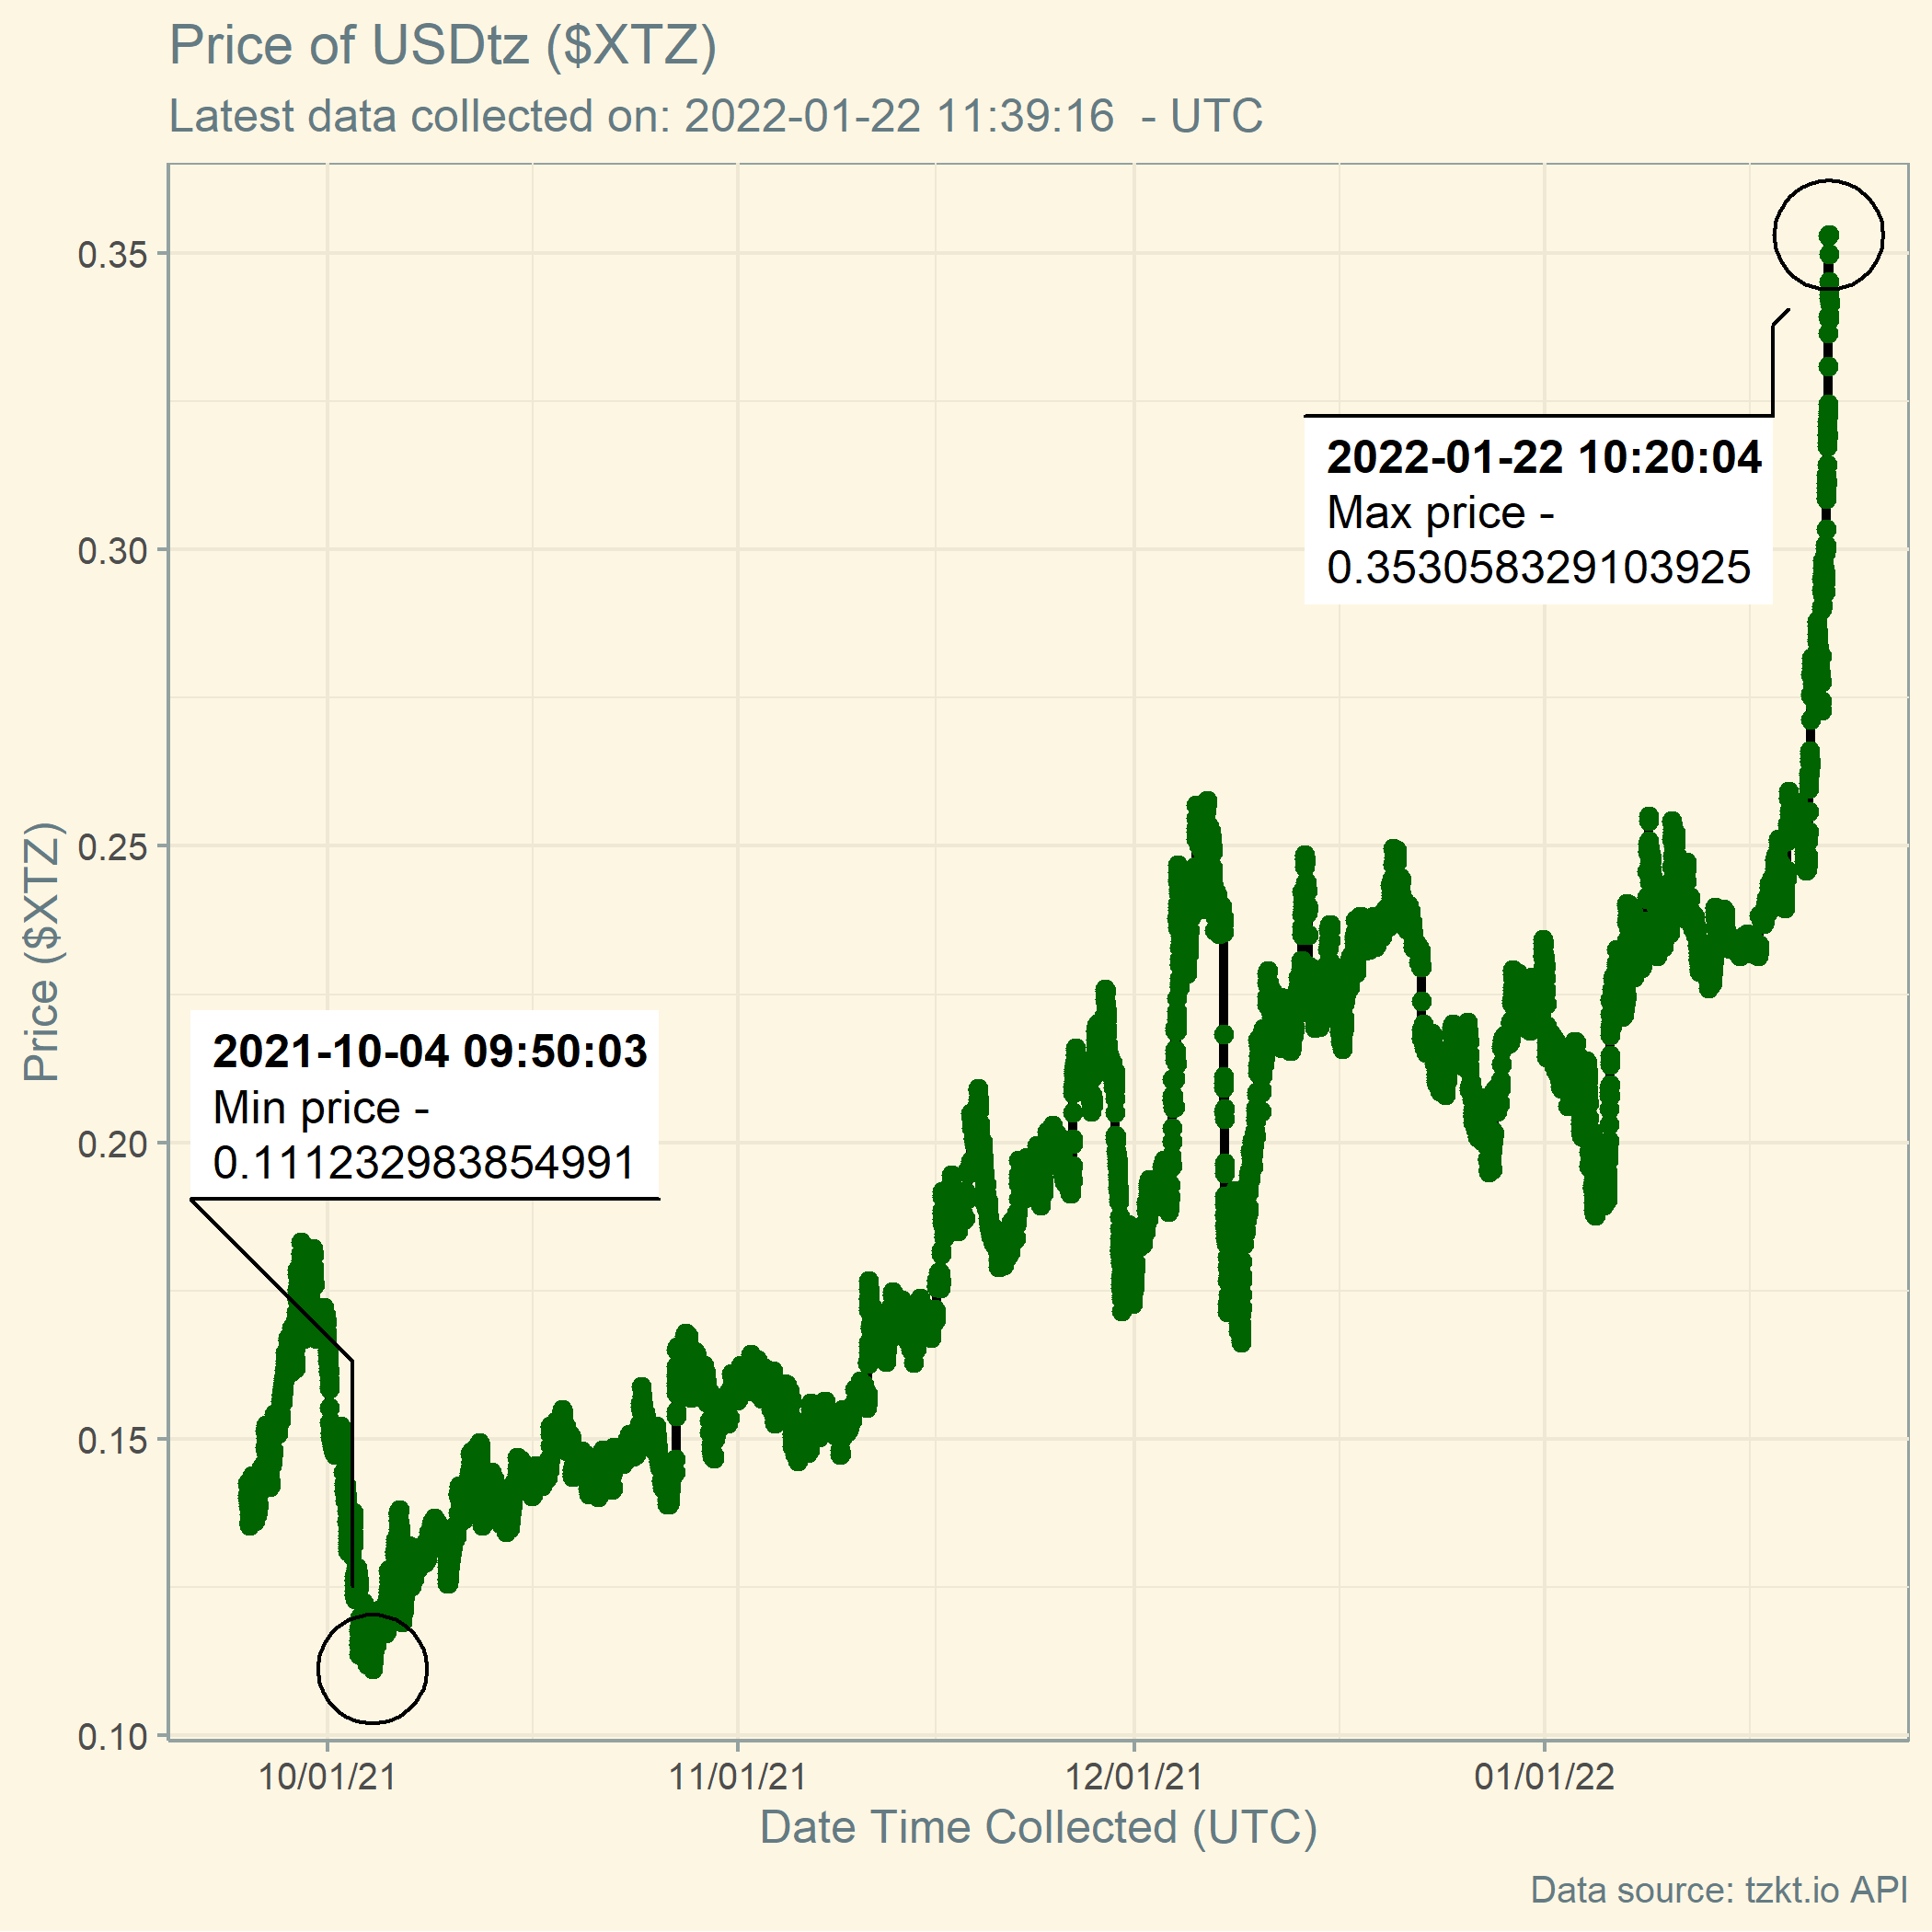 Price of USDtz ($XTZ)
Latest data collected on: 2022-01-22 11:39:16  - UTC
0.35
0.30
0.25
0.20
0.15
0.10
Price ($XTZ)
2022-01-22 10:20:04
Max price -
0.353058329103925
2021-10-04 09:50:03
Min price -
0.111232983854991
10/01/21
11/01/21
12/01/21
01/01/22
Date Time Collected (UTC)
Data source: tzkt.io API